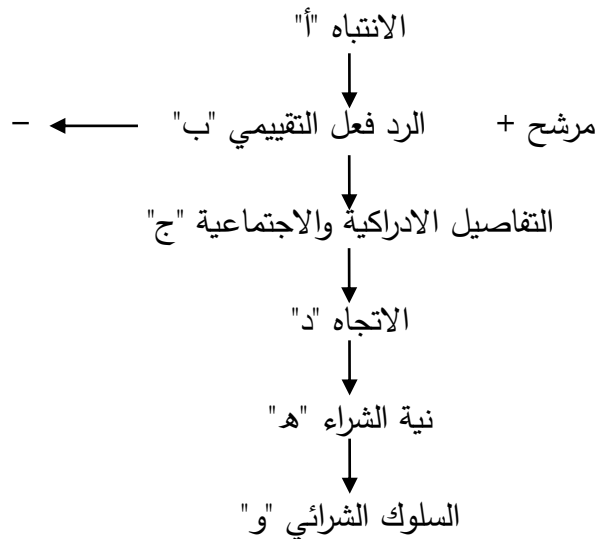 الانتباه "أ"
مرشح + الرد فعل التقييمي "ب" −
التفاصيل الادراكية والاجتماعية "ج"
الاتجاه "د"
نية الشراء "ه"
السلوك الشرائي "و"